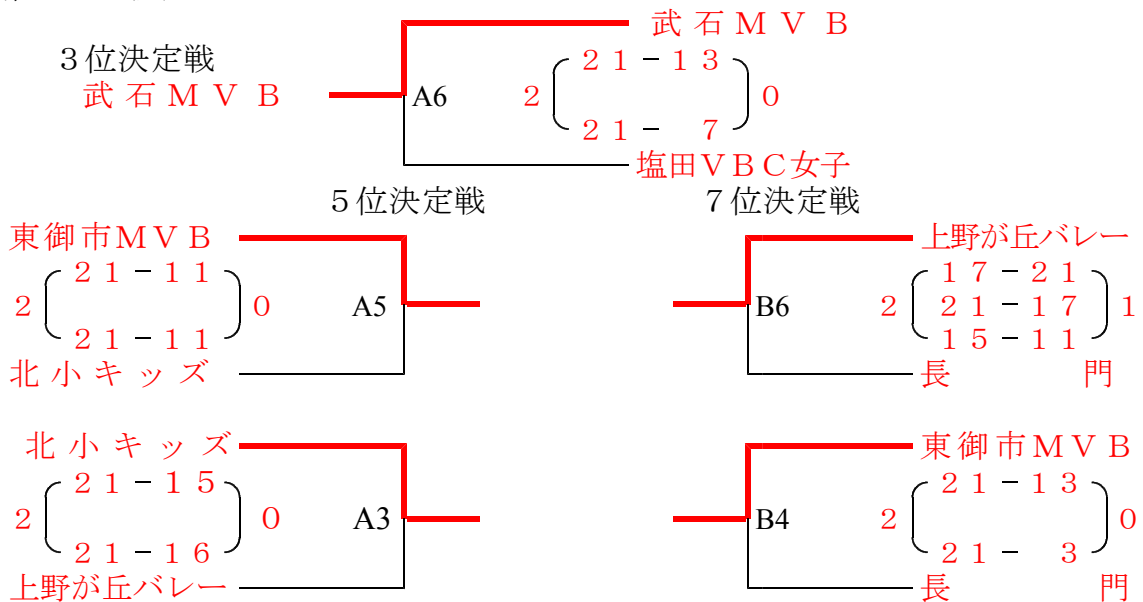 武石ＭＶＢ
３位決定戦
２１－１３
武石ＭＶＢ
A6
２
０
２１－　７
塩田ＶＢＣ女子
５位決定戦
７位決定戦
東御市ＭＶＢ
上野が丘バレー
２１－１１
１７－２１
２
０
A5
B6
２
２１－１７
１
２１－１１
１５－１１
北小キッズ
長　　　門
北小キッズ
東御市ＭＶＢ
２１－１５
２１－１３
２
０
A3
B4
２
０
２１－１６
２１－　３
上野が丘バレー
長　　　門